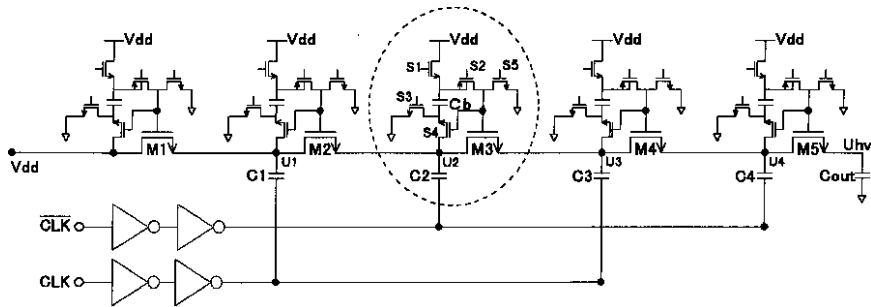 Vdd Vdd Vdd Vdd Vdd
S1 S2 S5
S3 Cb
S4
M1 M2 M3 M4 M5 Uhv
Vdd U1 U2 U3 U4
C1 C2 C3 C4 Cout
CLK
CLK